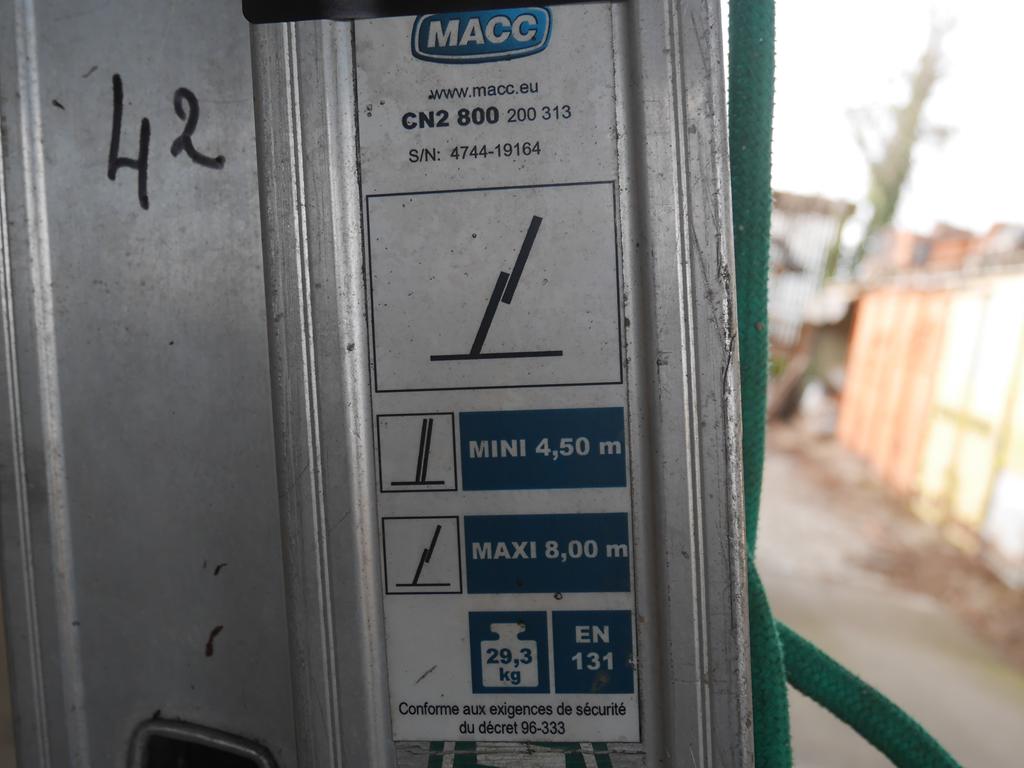 42
MACC
www.macc.eu
CN2 800 200 313
S/N: 4744-19164
MINI 4,50 m
MAXI 8,00 m
29,3
kg
EN
131
Conforme aux exigences de sécurité
du décret 96-333